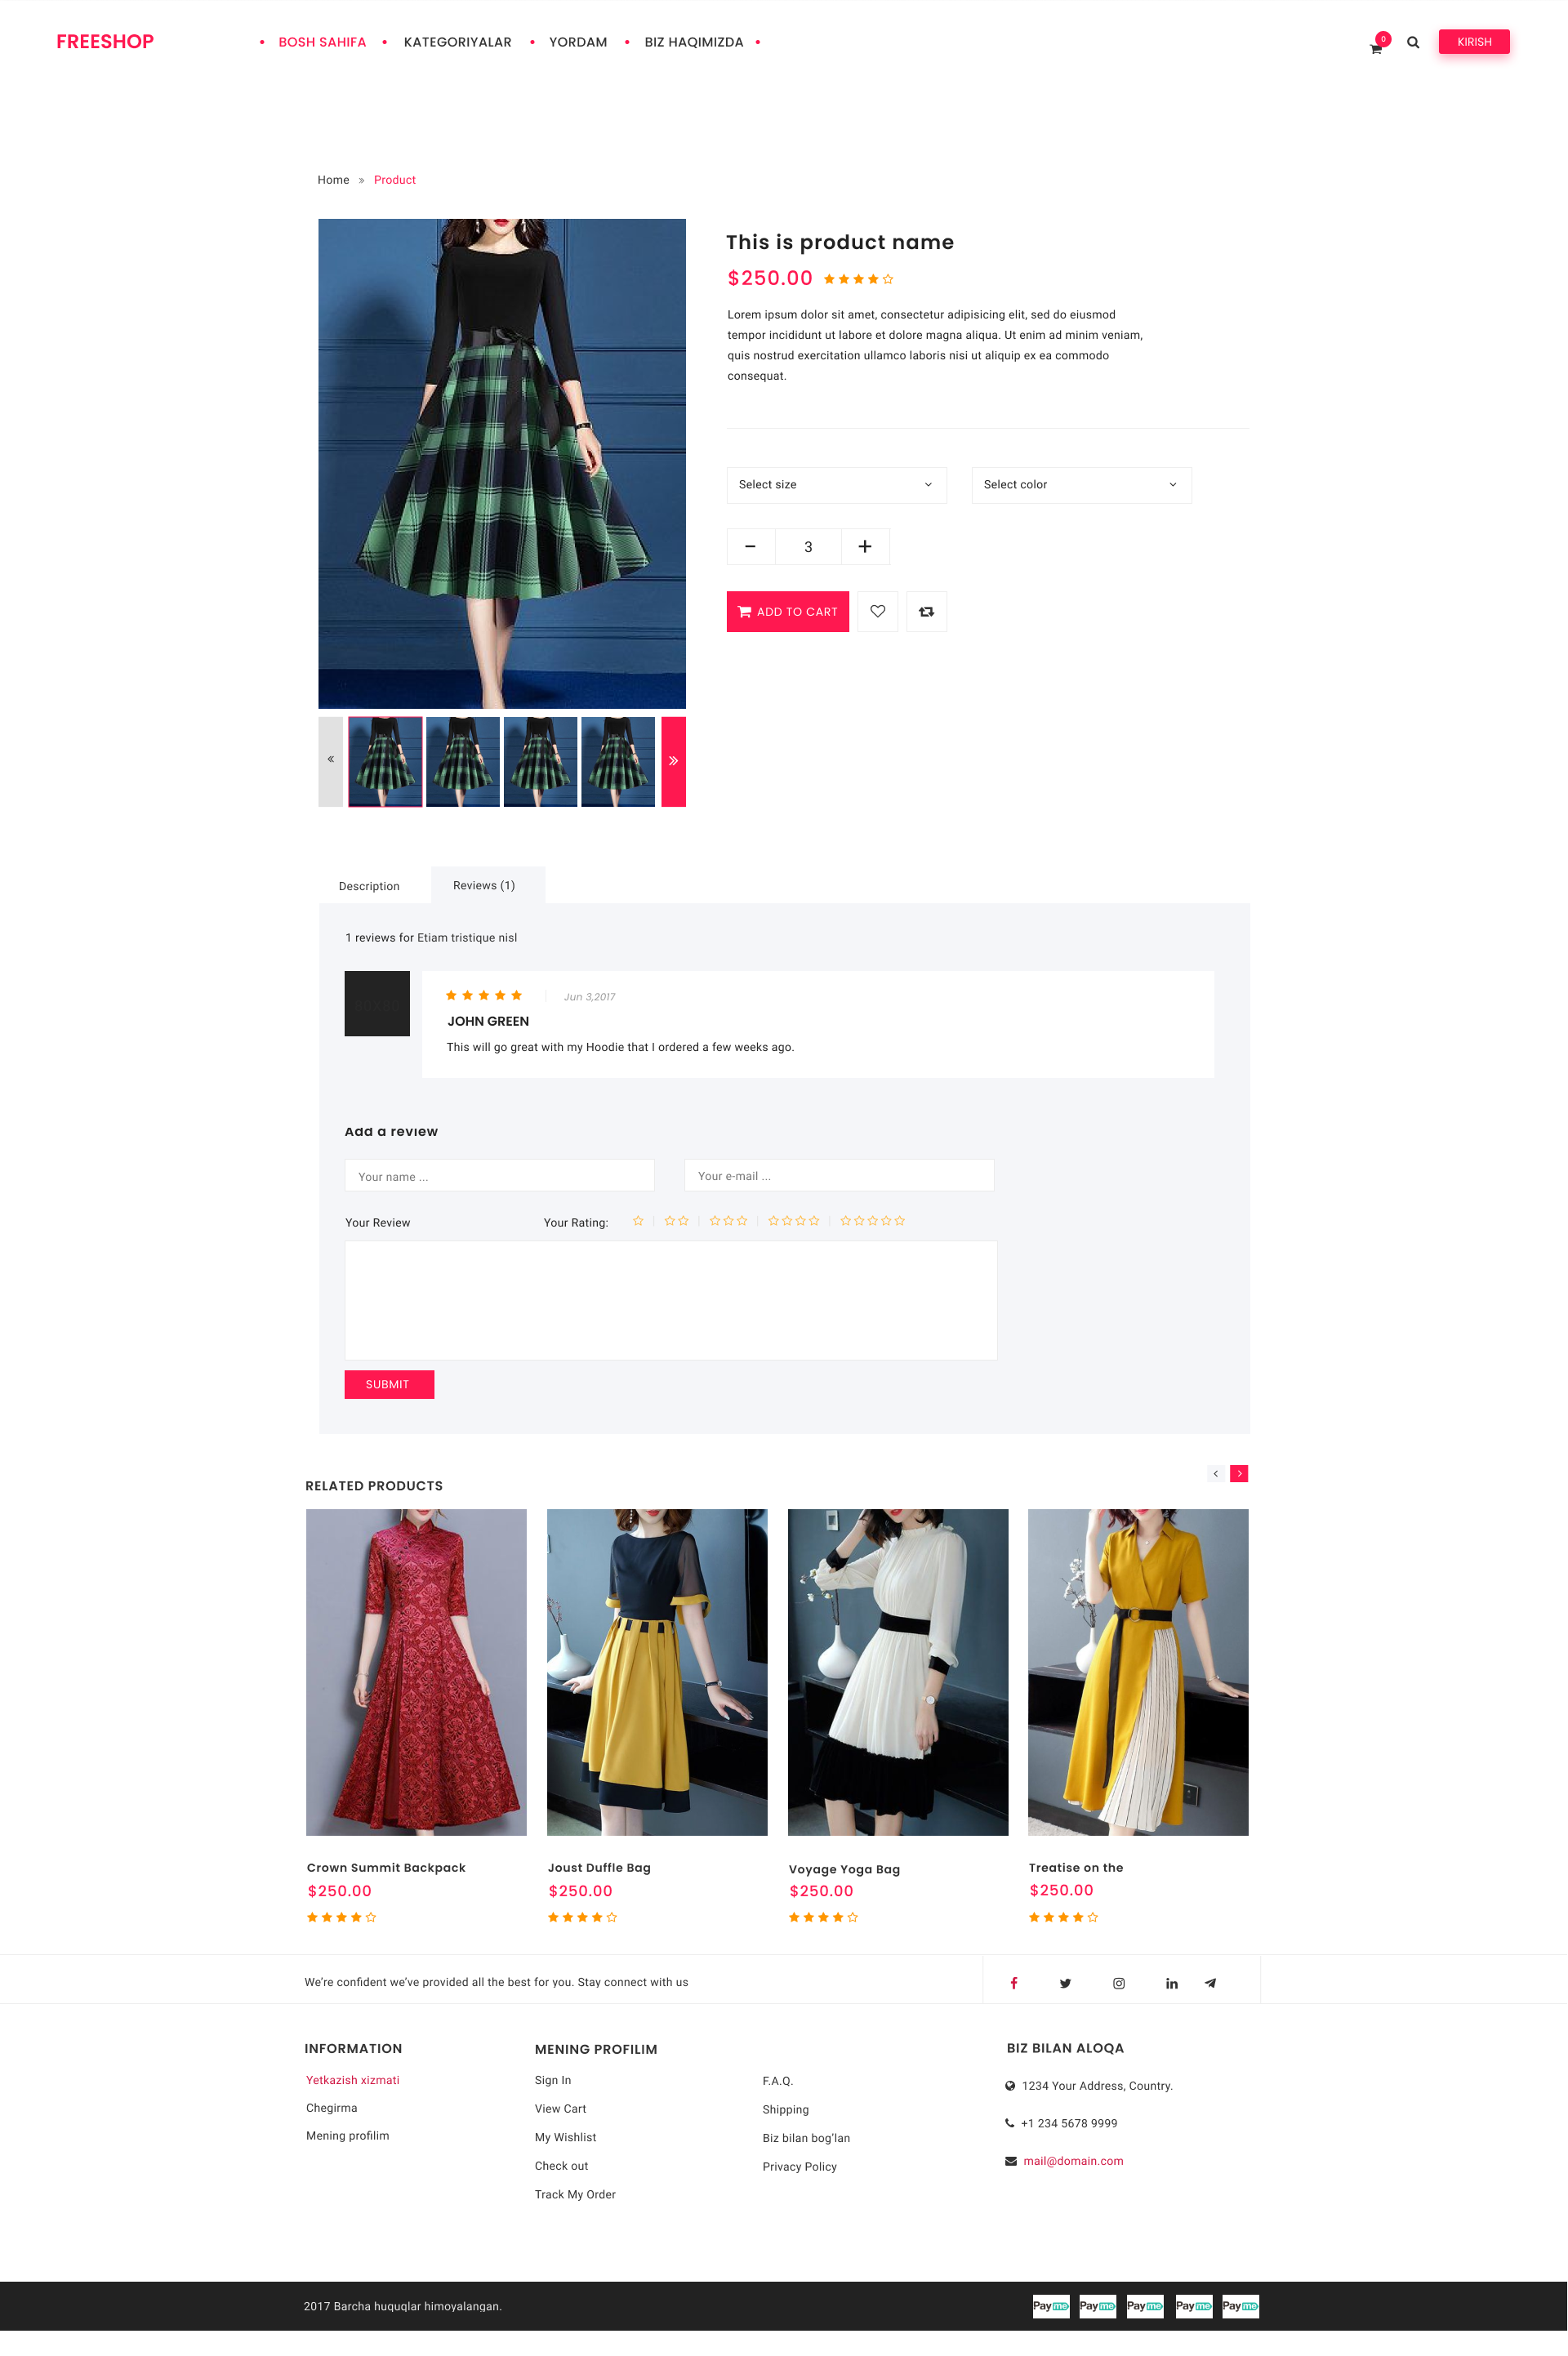 FREESHOP
BOSH SAHIFA
KATEGORIYALAR
YORDAM
BIZ HAQIMIZDA
0
KIRISH
Home » Product
This is product name
$250.00
Lorem ipsum dolor sit amet, consectetur adipisicing elit, sed do eiusmod
tempor incididunt ut labore et dolore magna aliqua. Ut enim ad minim veniam,
quis nostrud exercitation ullamco laboris nisi ut aliquip ex ea commodo
consequat.
Select size
Select color
3
ADD TO CART
Description
Reviews (1)
1 reviews for Etiam tristique nisl
Jun 3,2017
JOHN GREEN
This will go great with my Hoodie that I ordered a few weeks ago.
Add a review
Your name ...
Your e-mail ...
Your Review
Your Rating:
SUBMIT
RELATED PRODUCTS
Crown Summit Backpack
$250.00
Joust Duffle Bag
$250.00
Voyage Yoga Bag
$250.00
Treatise on the
$250.00
We’re confident we’ve provided all the best for you. Stay connect with us
INFORMATION
Yetkazish xizmati
Chegirma
Mening profilim
MENING PROFILIM
Sign In
View Cart
My Wishlist
Check out
Track My Order
F.A.Q.
Shipping
Biz bilan bog‘lan
Privacy Policy
BIZ BILAN ALOQA
1234 Your Address, Country.
+1 234 5678 9999
mail@domain.com
2017 Barcha huquqlar himoyalangan.
Payme
Payme
Payme
Payme
Payme